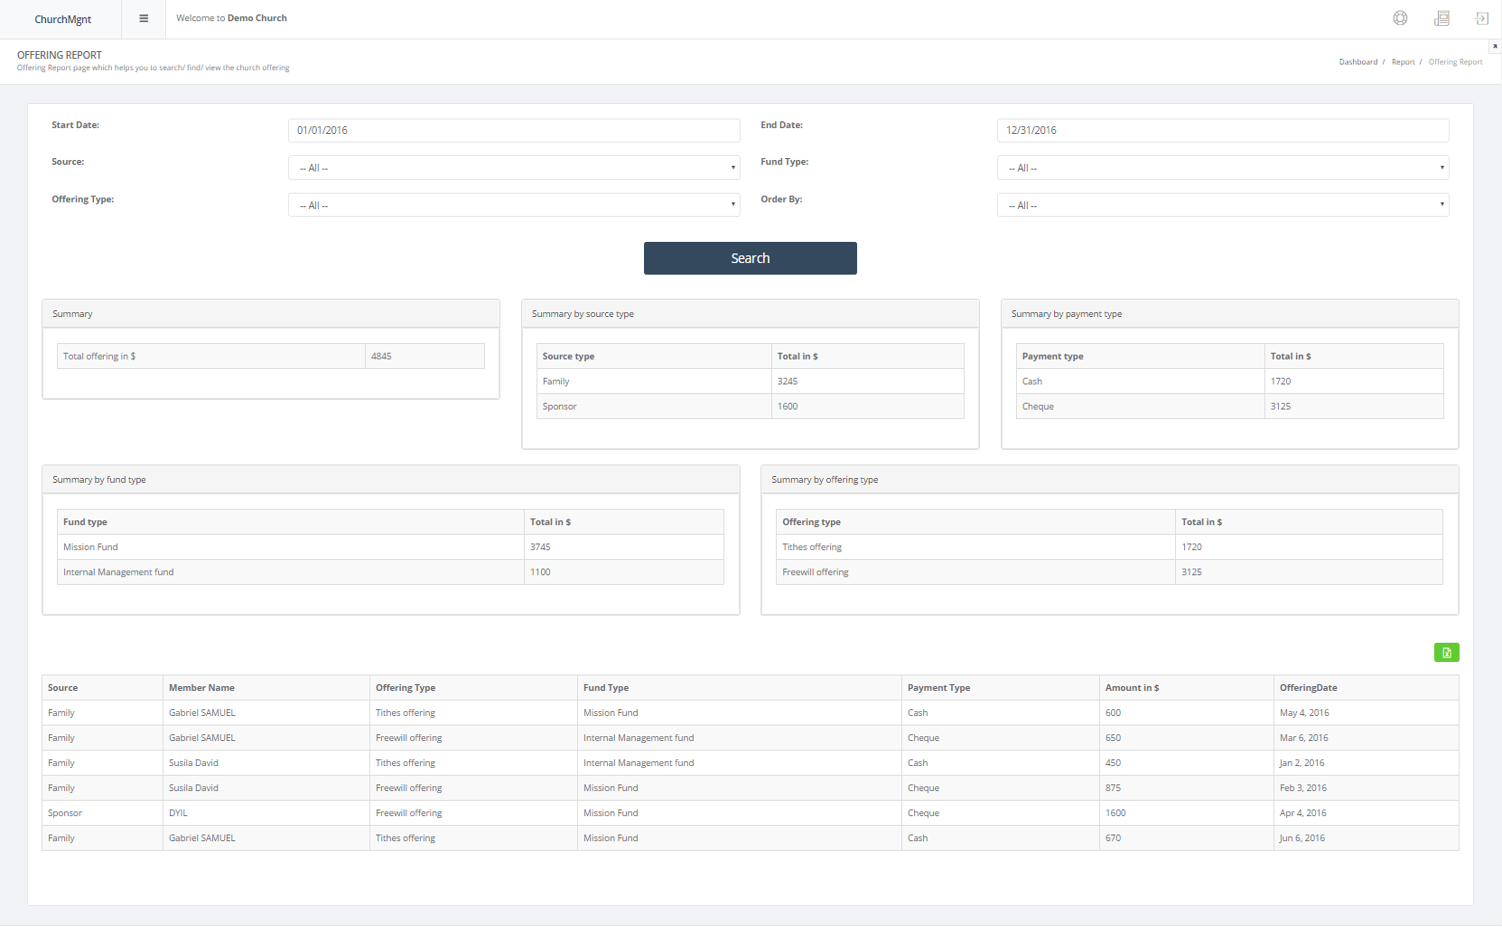 ChurchMgnt
Welcome to Demo Church
OFFERING REPORT
Offering Report page which helps you to search/ find/ view the church offering
Dashboard / Report / Offering Report
Start Date: 01/01/2016 End Date: 12/31/2016
Source: -- All -- Fund Type: -- All --
Offering Type: -- All -- Order By: -- All --
Search
Summary
Total offering in $ 4845
Summary by source type
Source type Total in $
Family 3245
Sponsor 1600
Summary by payment type
Payment type Total in $
Cash 1720
Cheque 3125
Summary by fund type
Fund type Total in $
Mission Fund 3745
Internal Management fund 1100
Summary by offering type
Offering type Total in $
Tithes offering 1720
Freewill offering 3125
Source Member Name Offering Type Fund Type Payment Type Amount in $ OfferingDate
Family Gabriel SAMUEL Tithes offering Mission Fund Cash 600 May 4, 2016
Family Gabriel SAMUEL Freewill offering Internal Management fund Cheque 650 Mar 6, 2016
Family Susila David Tithes offering Internal Management fund Cash 450 Jan 2, 2016
Family Susila David Freewill offering Mission Fund Cheque 875 Feb 3, 2016
Sponsor DYIL Freewill offering Mission Fund Cheque 1600 Apr 4, 2016
Family Gabriel SAMUEL Tithes offering Mission Fund Cash 670 Jun 6, 2016